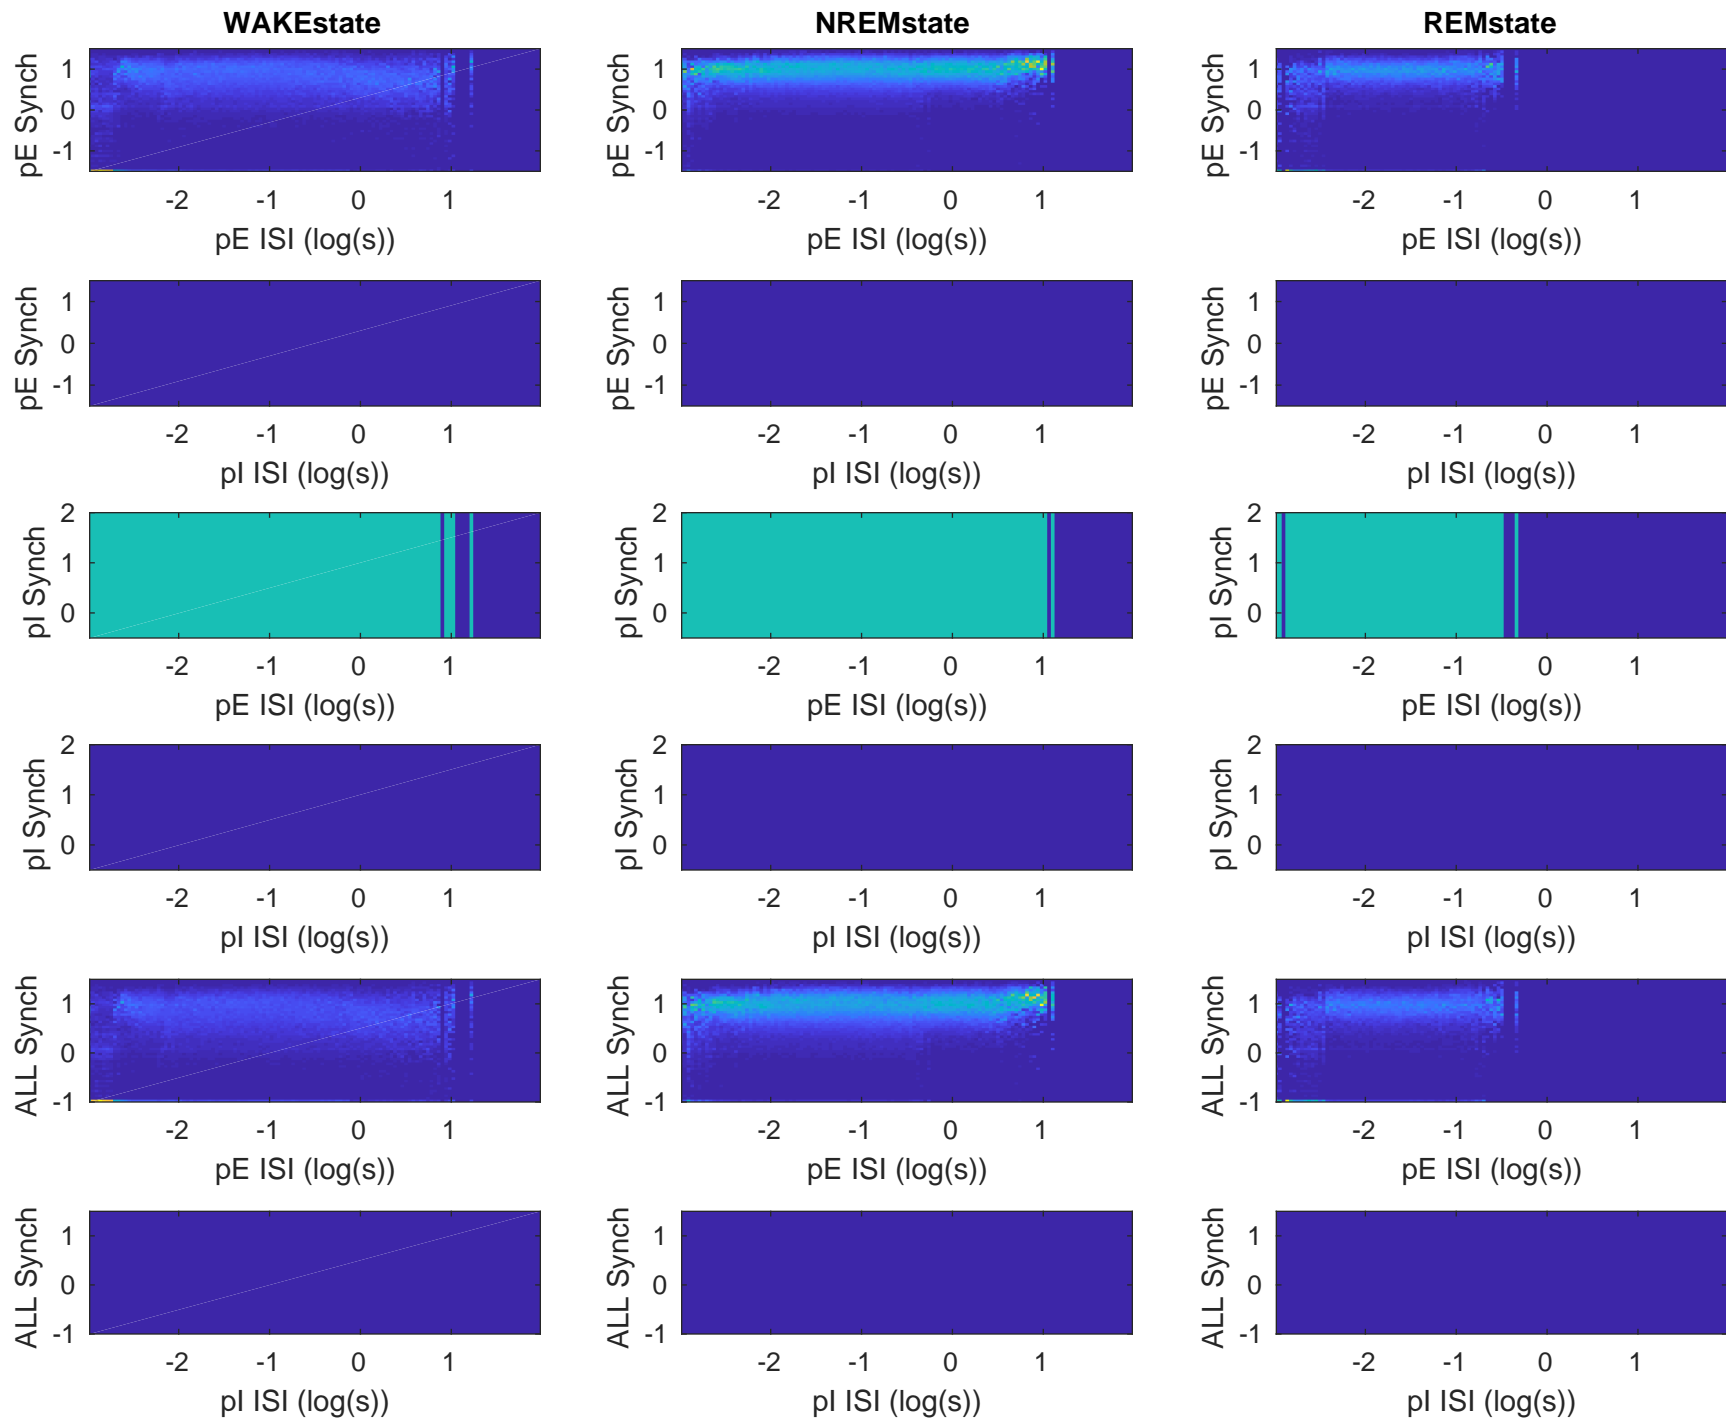 WAKEstate NREMstate REMstate
pE Synch 1 0 -1 pE Synch 1 0 -1 pE Synch 1 0 -1
-2 -1 0 1 -2 -1 0 1 -2 -1 0 1
pE ISI (log(s)) pE ISI (log(s)) pE ISI (log(s))
pE Synch 1 0 -1 pE Synch 1 0 -1 pE Synch 1 0 -1
-2 -1 0 1 -2 -1 0 1 -2 -1 0 1
pI ISI (log(s)) pI ISI (log(s)) pI ISI (log(s))
pI Synch 2 1 0 pI Synch 2 1 0 pI Synch 2 1 0
-2 -1 0 1 -2 -1 0 1 -2 -1 0 1
pE ISI (log(s)) pE ISI (log(s)) pE ISI (log(s))
pI Synch 2 1 0 pI Synch 2 1 0 pI Synch 2 1 0
-2 -1 0 1 -2 -1 0 1 -2 -1 0 1
pI ISI (log(s)) pI ISI (log(s)) pI ISI (log(s))
ALL Synch 1 0 -1 ALL Synch 1 0 -1 ALL Synch 1 0 -1
-2 -1 0 1 -2 -1 0 1 -2 -1 0 1
pE ISI (log(s)) pE ISI (log(s)) pE ISI (log(s))
ALL Synch 1 0 -1 ALL Synch 1 0 -1 ALL Synch 1 0 -1
-2 -1 0 1 -2 -1 0 1 -2 -1 0 1
pI ISI (log(s)) pI ISI (log(s)) pI ISI (log(s))